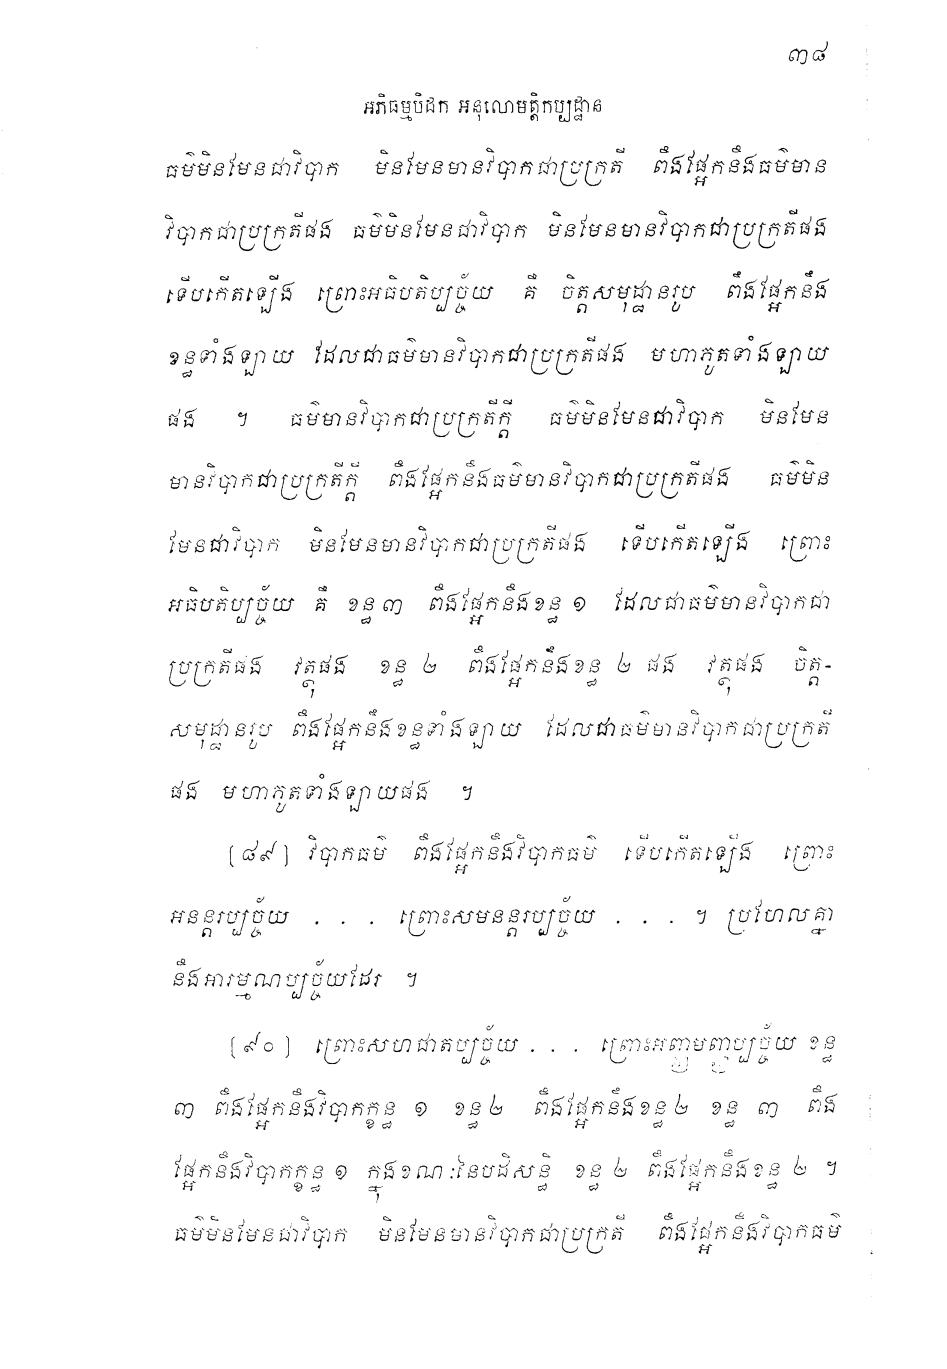 ៣៨
អភិធម្មបិដក អនុលោមត្តិកប្បដ្ឋាន
ធម៌មិនមែនជាវិបាក មិនមែនមានវិបាកជាប្រក្រតី ពឹងផ្អែកនឹងធម៌មាន
វិបាកជាប្រក្រតីផង ធម៌មិនមែនជាវិបាក មិនមែនមានវិបាកជាប្រក្រតីផង
ទើបកើតឡើង ព្រោះអធិបតិប្បច្ច័យ គឺ ចិត្តសមុដ្ឋានរូប ពឹងផ្អែកនឹង
ខន្ធទាំងឡាយ ដែលជាធម៌មានវិបាកជាប្រក្រតីផង មហាភូតទាំងឡាយ
ផង ។ ធម៌មានវិបាកជាប្រក្រតីក្តី ធម៌មិនមែនជាវិបាក មិនមែន
មានវិបាកជាប្រក្រតីក្តី ពឹងផ្អែកនឹងធម៌មានវិបាកជាប្រក្រតីផង ធម៌មិន
មែនជាវិបាក មិនមែនមានវិបាកជាប្រក្រតីផង ទើបកើតឡើង ព្រោះ
អធិបតិប្បច្ច័យ គឺ ខន្ធ ៣ ពឹងផ្អែកនឹងខន្ធ ១ ដែលជាធម៌មានវិបាកជា
ប្រក្រតីផង វត្ថុផង ខន្ធ ២ ពឹងផ្អែកនឹងខន្ធ ២ ផង វត្ថុផង ចិត្ត-
សមុដ្ឋានរូប ពឹងផ្អែកនឹងខន្ធទាំងឡាយ ដែលជាធម៌មានវិបាកជាប្រក្រតី
ផង មហាភូតទាំងឡាយផង ។
[៨៩] វិបាកធម៌ ពឹងផ្អែកនឹងវិបាកធម៌ ទើបកើតឡើង ព្រោះ
អនន្តរប្បច្ច័យ . . . ព្រោះសមនន្តរប្បច្ច័យ . . . ។ ប្រហែលគ្នា
នឹងអារម្មណប្បច្ច័យដែរ ។
[៩០] ព្រោះសហជាតប្បច្ច័យ . . . ព្រោះអញ្ញមញ្ញប្បច្ច័យ ខន្ធ
៣ ពឹងផ្អែកនឹងវិបាកក្ខន្ធ ១ ខន្ធ ២ ពឹងផ្អែកនឹងខន្ធ ២ ខន្ធ ៣ ពឹង
ផ្អែកនឹងវិបាកក្ខន្ធ ១ ក្នុងខណៈនៃបដិសន្ធិ ខន្ធ ២ ពឹងផ្អែកនឹងខន្ធ ២ ។
ធម៌មិនមែនជាវិបាក មិនមែនមានវិបាកជាប្រក្រតី ពឹងផ្អែកនឹងវិបាកធម៌